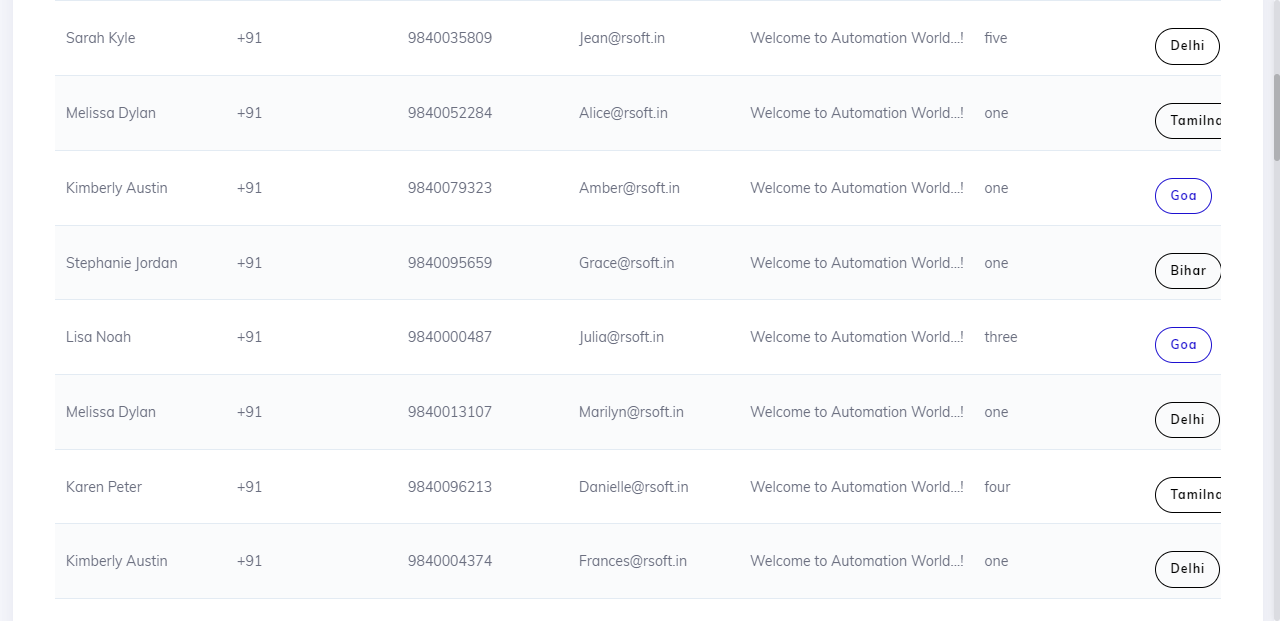 Sarah Kyle +91 9840035809 Jean@rsoft.in Welcome to Automation World...! five Delhi
Melissa Dylan +91 9840052284 Alice@rsoft.in Welcome to Automation World...! one Tamilna
Kimberly Austin +91 9840079323 Amber@rsoft.in Welcome to Automation World...! one Goa
Stephanie Jordan +91 9840095659 Grace@rsoft.in Welcome to Automation World...! one Bihar
Lisa Noah +91 9840000487 Julia@rsoft.in Welcome to Automation World...! three Goa
Melissa Dylan +91 9840013107 Marilyn@rsoft.in Welcome to Automation World...! one Delhi
Karen Peter +91 9840096213 Danielle@rsoft.in Welcome to Automation World...! four Tamilna
Kimberly Austin +91 9840004374 Frances@rsoft.in Welcome to Automation World...! one Delhi